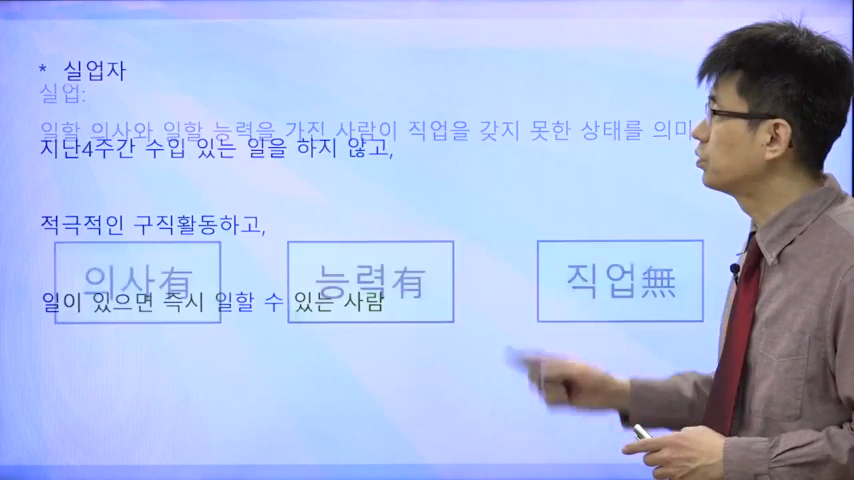 * 실업자
실업:
일할 의사와 일할 능력을 가진 사람이 직업을 갖지 못한 상태를 의미
지난4주간 수입 있는 일을 하지 않고,
적극적인 구직활동하고,
의사有 능력有 직업無
일이 있으면 즉시 일할 수 있는 사람